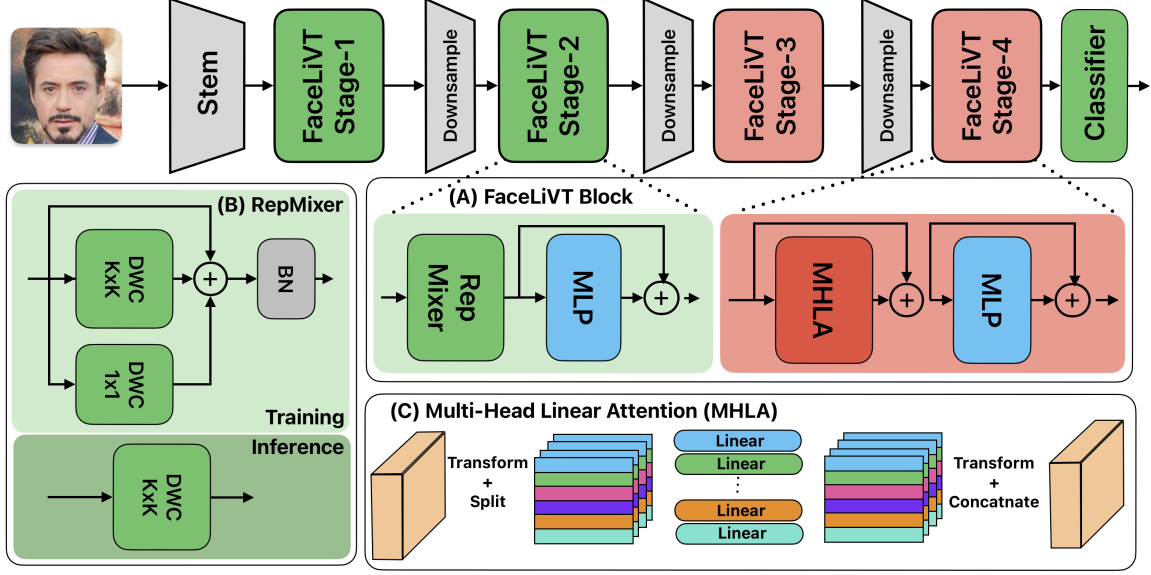 Stem
FaceLiVT
Stage-1
Downsample
FaceLiVT
Stage-2
Downsample
FaceLiVT
Stage-3
Downsample
FaceLiVT
Stage-4
Classifier
(B) RepMixer
DWC
KxK
+
BN
DWC
1x1
Training
Inference
DWC
KxK
(A) FaceLiVT Block
Rep
Mixer
MLP
+
MHLA
+
MLP
+
(C) Multi-Head Linear Attention (MHLA)
Transform
+
Split
Linear
Linear
Linear
Linear
Transform
+
Concatnate